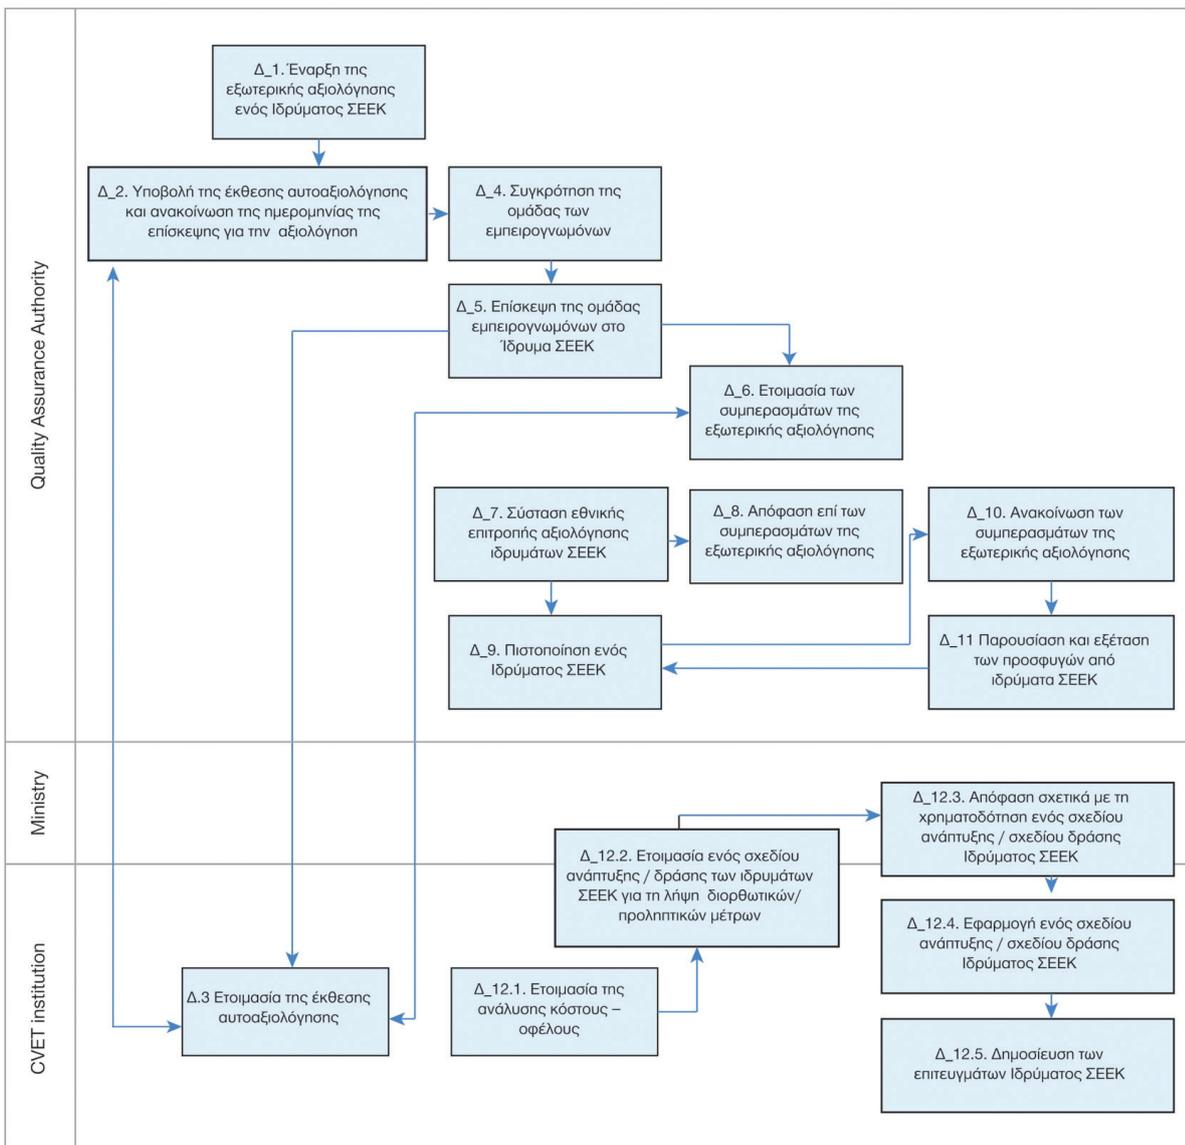 Quality Assurance Authority
Δ_1. Έναρξη της
εξωτερικής αξιολόγησης
ενός Ιδρύματος ΣΕΕΚ
Δ_2. Υποβολή της έκθεσης αυτοαξιολόγησης
και ανακοίνωση της ημερομηνίας της
επίσκεψης για την αξιολόγηση
Δ_4. Συγκρότηση της
ομάδας των
εμπειρογνωμόνων
Δ_5. Επίσκεψη της ομάδας
εμπειρογνωμόνων στο
Ίδρυμα ΣΕΕΚ
Δ_6. Ετοιμασία των
συμπερασμάτων της
εξωτερικής αξιολόγησης
Δ_7. Σύσταση εθνικής
επιτροπής αξιολόγησης
ιδρυμάτων ΣΕΕΚ
Δ_8. Απόφαση επί των
συμπερασμάτων της
εξωτερικής αξιολόγησης
Δ_10. Ανακοίνωση των
συμπερασμάτων της
εξωτερικής αξιολόγησης
Δ_9. Πιστοποίηση ενός
Ιδρύματος ΣΕΕΚ
Δ_11 Παρουσίαση και εξέταση
των προσφυγών από
ιδρύματα ΣΕΕΚ
Ministry
Δ_12.3. Απόφαση σχετικά με τη
χρηματοδότηση ενός σχεδίου
ανάπτυξης / σχεδίου δράσης
Ιδρύματος ΣΕΕΚ
Δ_12.2. Ετοιμασία ενός σχεδίου
ανάπτυξης / δράσης των ιδρυμάτων
ΣΕΕΚ για τη λήψη διορθωτικών/
προληπτικών μέτρων
CVET institution
Δ_12.4. Εφαρμογή ενός σχεδίου
ανάπτυξης / σχεδίου δράσης
Ιδρύματος ΣΕΕΚ
Δ.3 Ετοιμασία της έκθεσης
αυτοαξιολόγησης
Δ_12.1. Ετοιμασία της
ανάλυσης κόστους –
οφέλους
Δ_12.5. Δημοσίευση των
επιτευγμάτων Ιδρύματος ΣΕΕΚ